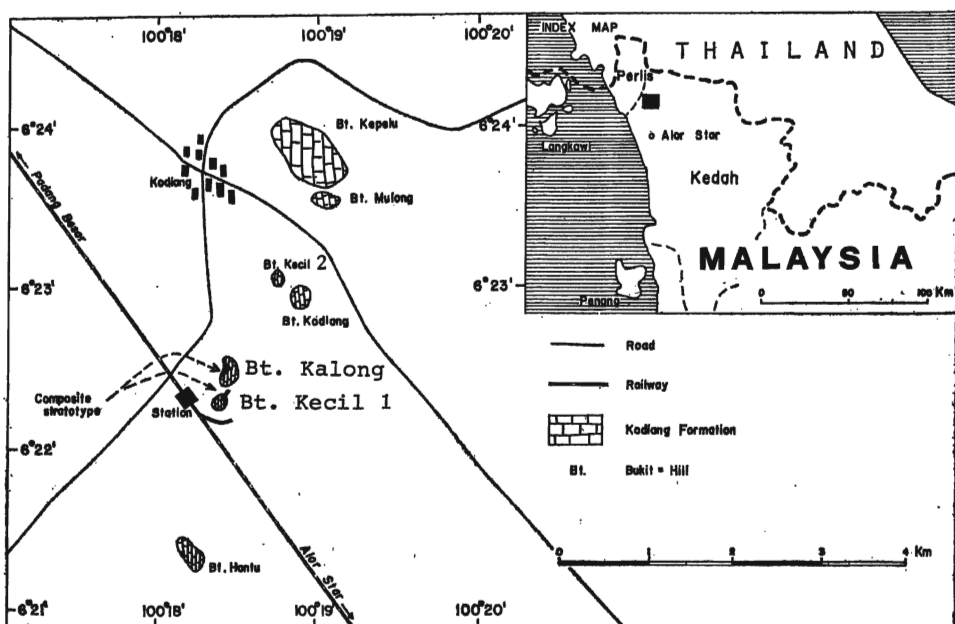 100°18'
100°19'
100°20'
INDEX MAP
THAILAND
Perlis
Alor Star
Langkawi
Kedah
MALAYSIA
Penang
0 50 100 Km
6°24'
6°24'
Bt. Kepelu
Kodiang
Bt. Mulong
Padang Besar
Bt. Kecil 2
6°23'
6°23'
Bt. Kodiang
Bt. Kalong
Bt. Kecil 1
Composite
stratotype
Station
6°22'
Road
Railway
Kodiang Formation
Bt. Bukit = Hill
0 1 2 3 4 Km
Bt. Hantu
Alor Star
6°21'
100°18'
100°19'
100°20'